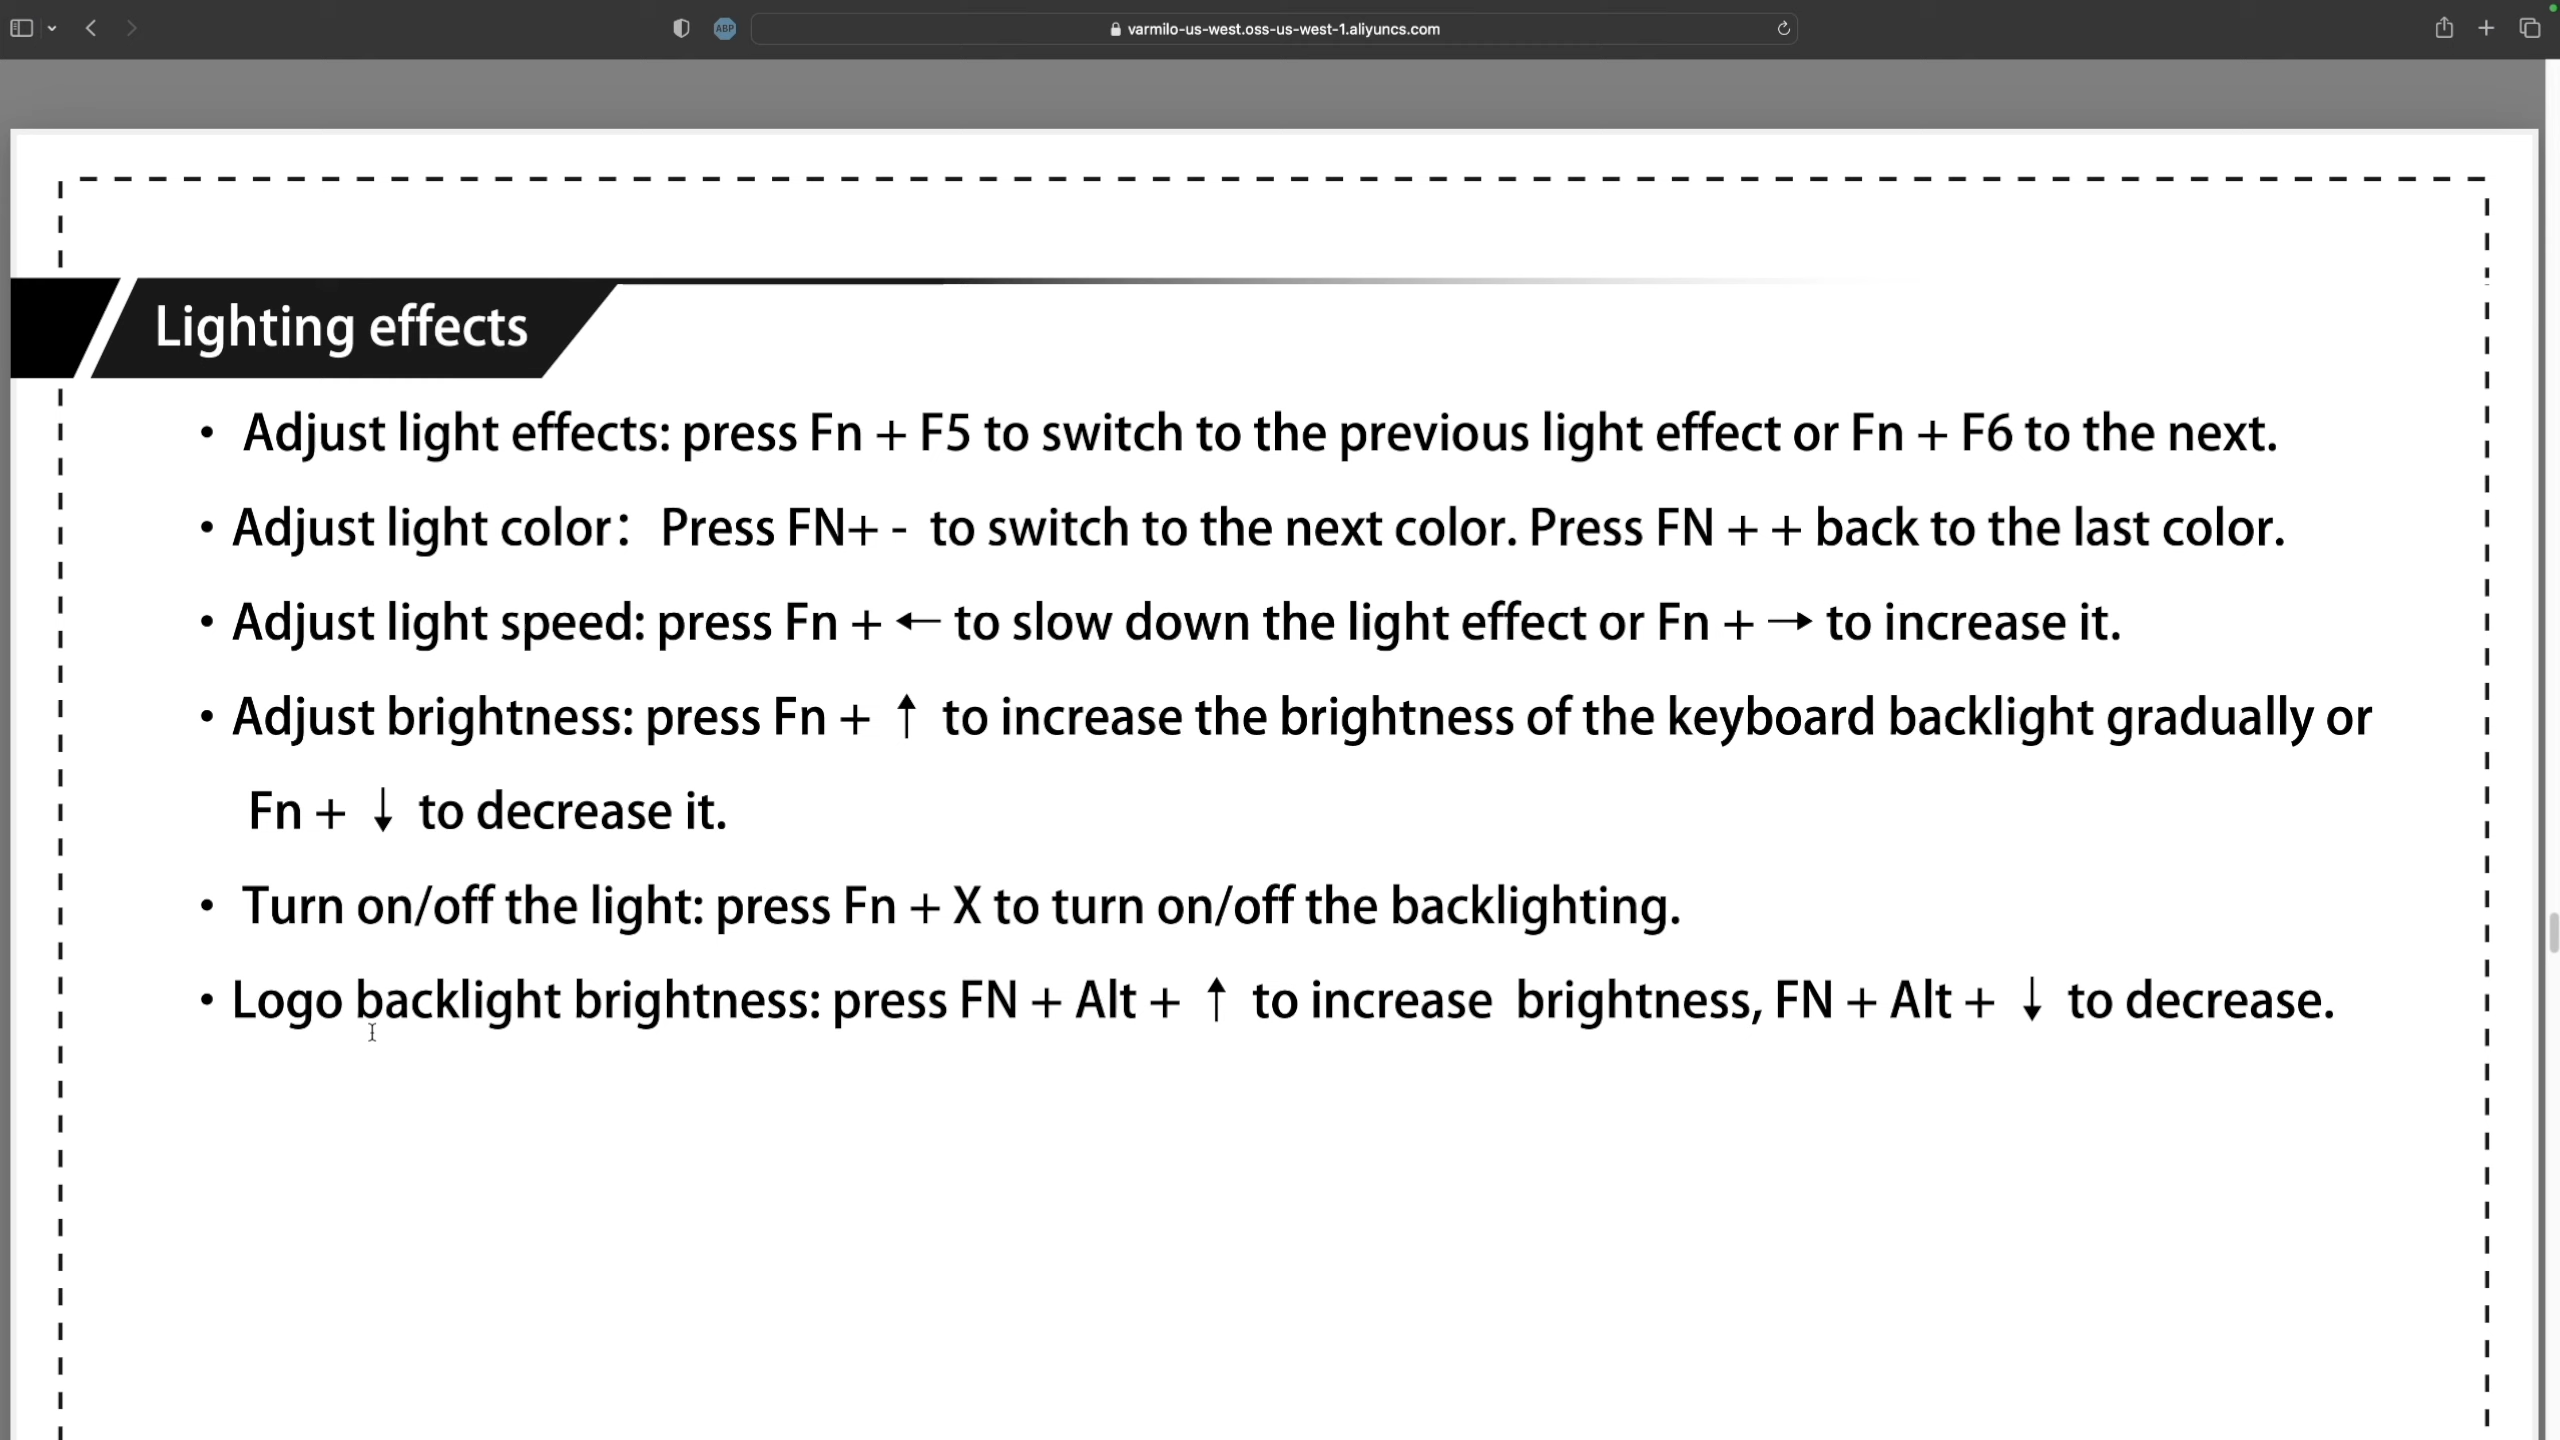 ABP
varmilo-us-west.oss-us-west-1.aliyuncs.com
Lighting effects
• Adjust light effects: press Fn + F5 to switch to the previous light effect or Fn + F6 to the next.
• Adjust light color： Press FN+ - to switch to the next color. Press FN + + back to the last color.
• Adjust light speed: press Fn + ← to slow down the light effect or Fn + → to increase it.
• Adjust brightness: press Fn + ↑ to increase the brightness of the keyboard backlight gradually or
Fn + ↓ to decrease it.
• Turn on/off the light: press Fn + X to turn on/off the backlighting.
• Logo backlight brightness: press FN + Alt + ↑ to increase brightness, FN + Alt + ↓ to decrease.